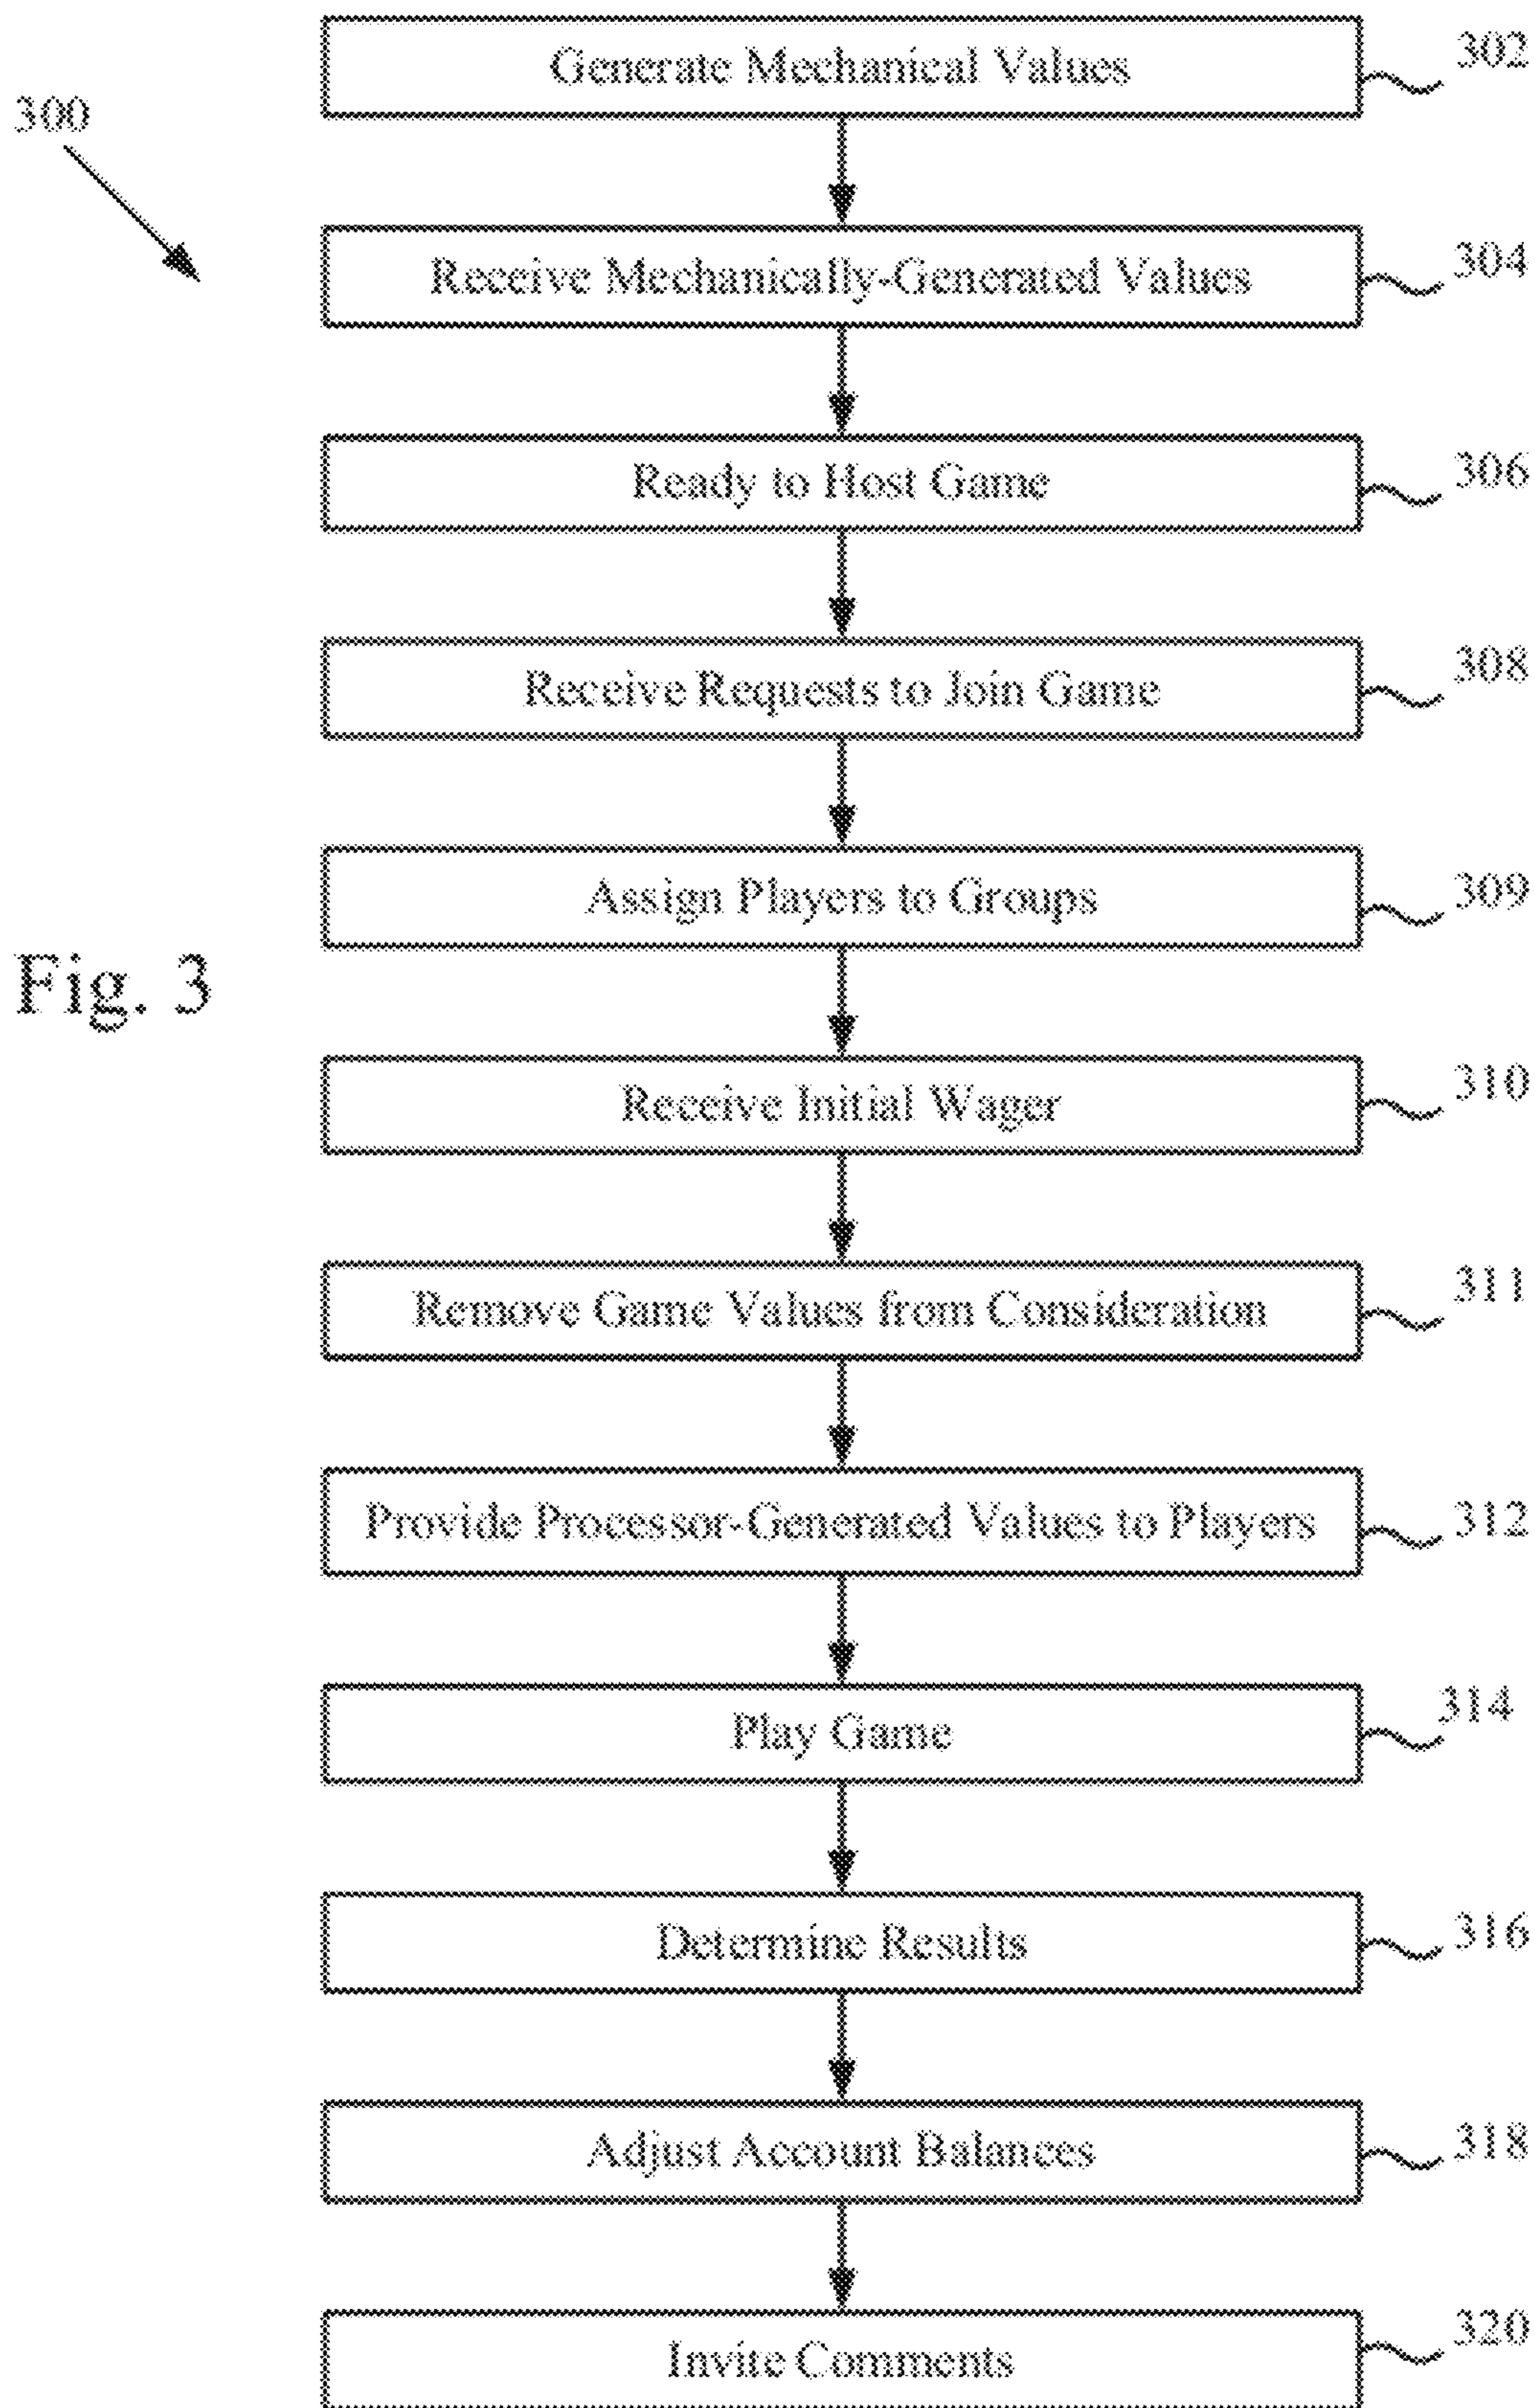 Generate Mechanical Values
302
300
Receive Mechanically-Generated Values
304
Ready to Host Game
306
Receive Requests to Join Game
308
Assign Players to Groups
309
Fig. 3
Receive Initial Wager
310
Remove Game Values from Consideration
311
Provide Processor-Generated Values to Players
312
Play Game
314
Determine Results
316
Adjust Account Balances
318
Invite Comments
320